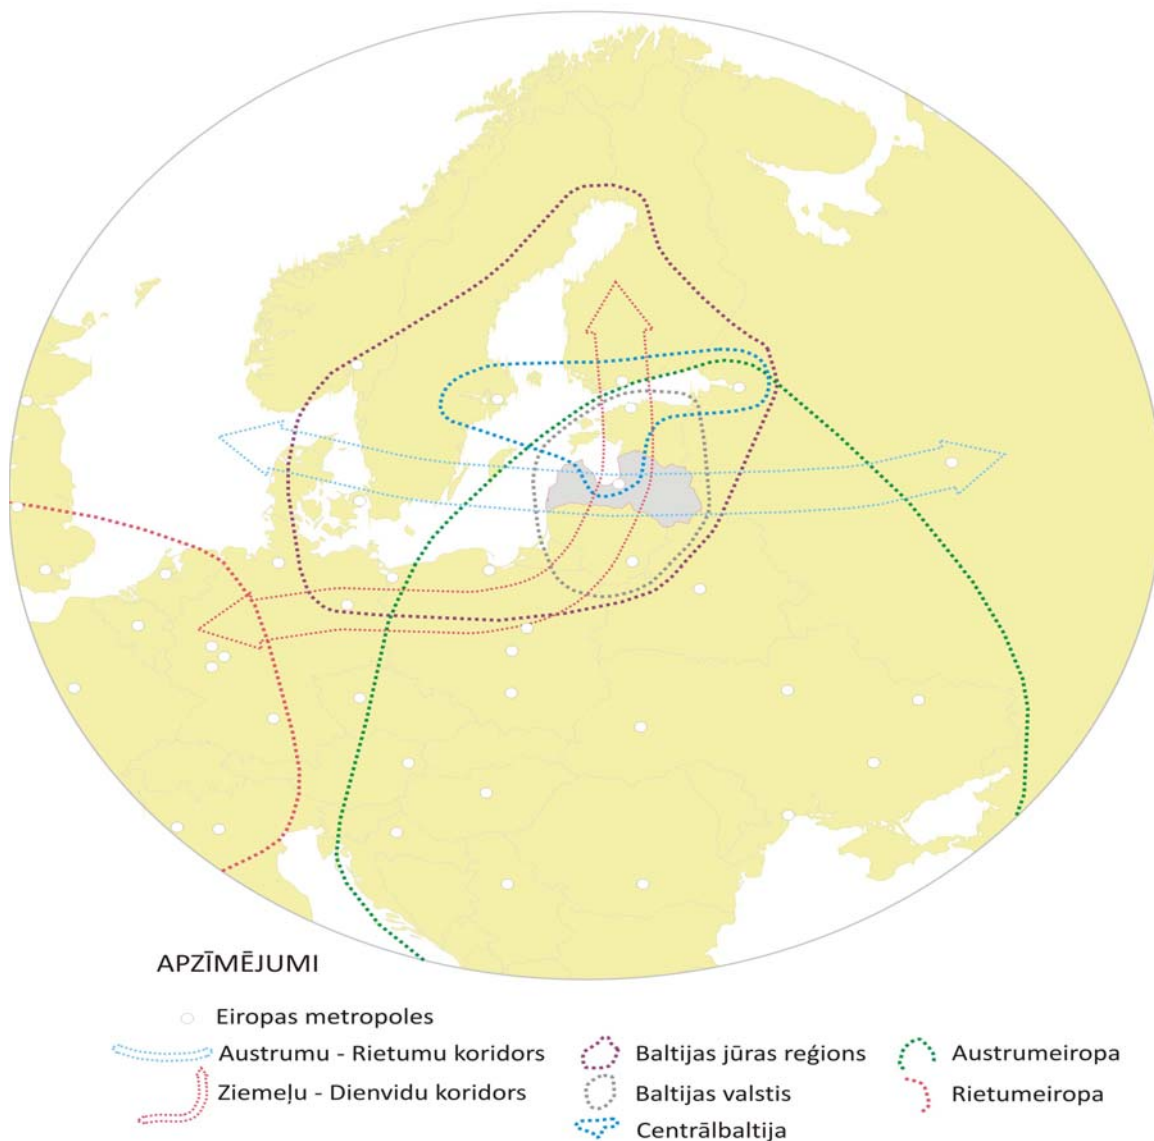 APZĪMĒJUMI
Eiropas metropoles
Austrumu - Rietumu koridors
Ziemeļu - Dienvidu koridors
Baltijas jūras reģions
Baltijas valstis
Centrālbaltija
Austrumeiropa
Rietumeiropa